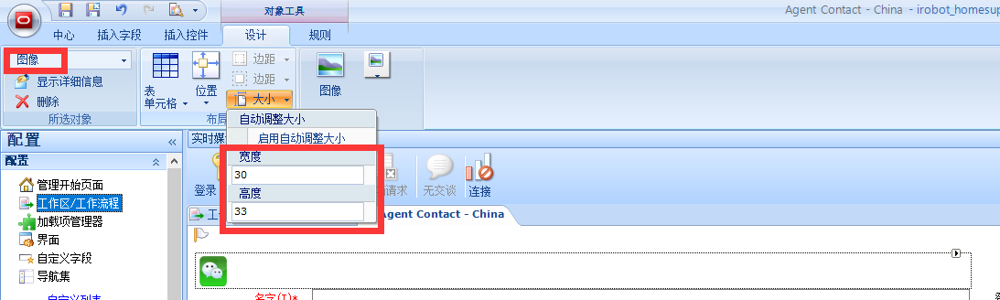 对象工具
Agent Contact - China - irobot_homesup
中心 插入字段 插入控件 设计 规则
图像
显示详细信息
删除
所选对象
表
单元格
位置
边距
边距
大小
布局
图像
自动调整大小
启用自动调整大小
宽度
30
高度
33
配置
配置
管理开始页面
工作区/工作流程
加载项管理器
界面
自定义字段
导航集
自定义列表
实时媒
登录
请求
无交谈
连接
工
Agent Contact - China
名字(T)*